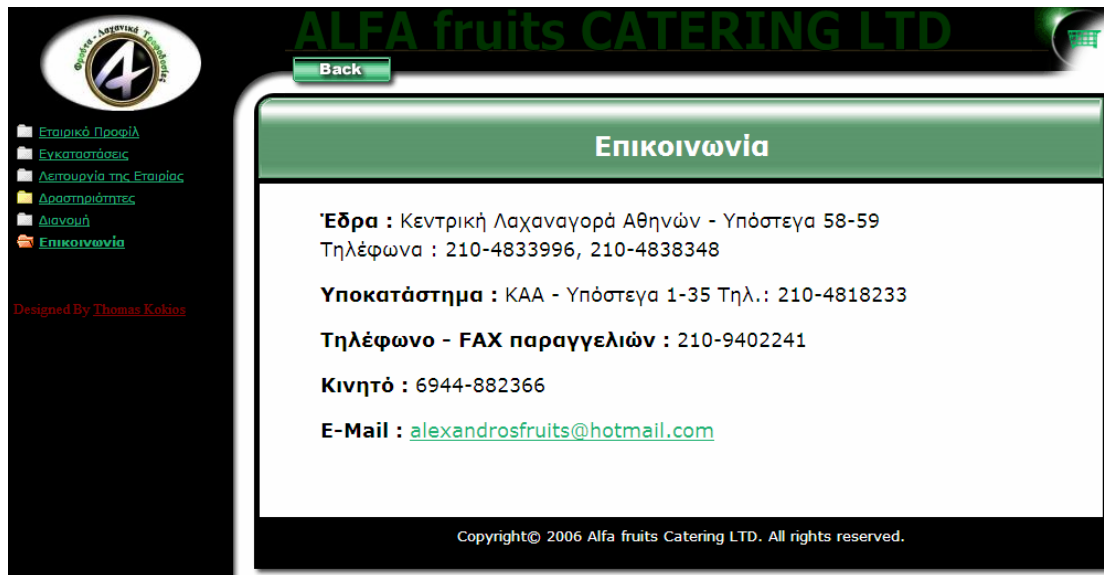 ALFA fruits CATERING LTD
Back
Φρούτα - Λαχανικά Τροφοδοσίες
Εταιρικό Προφίλ
Εγκαταστάσεις
Λειτουργία της Εταιρίας
Δραστηριότητες
Διανομή
Επικοινωνία
Designed By Thomas Kokios
Επικοινωνία
Έδρα : Κεντρική Λαχαναγορά Αθηνών - Υπόστεγα 58-59
Τηλέφωνα : 210-4833996, 210-4838348
Υποκατάστημα : ΚΑΑ - Υπόστεγα 1-35 Τηλ.: 210-4818233
Τηλέφωνο - FAX παραγγελιών : 210-9402241
Κινητό : 6944-882366
E-Mail : alexandrosfruits@hotmail.com
Copyright© 2006 Alfa fruits Catering LTD. All rights reserved.